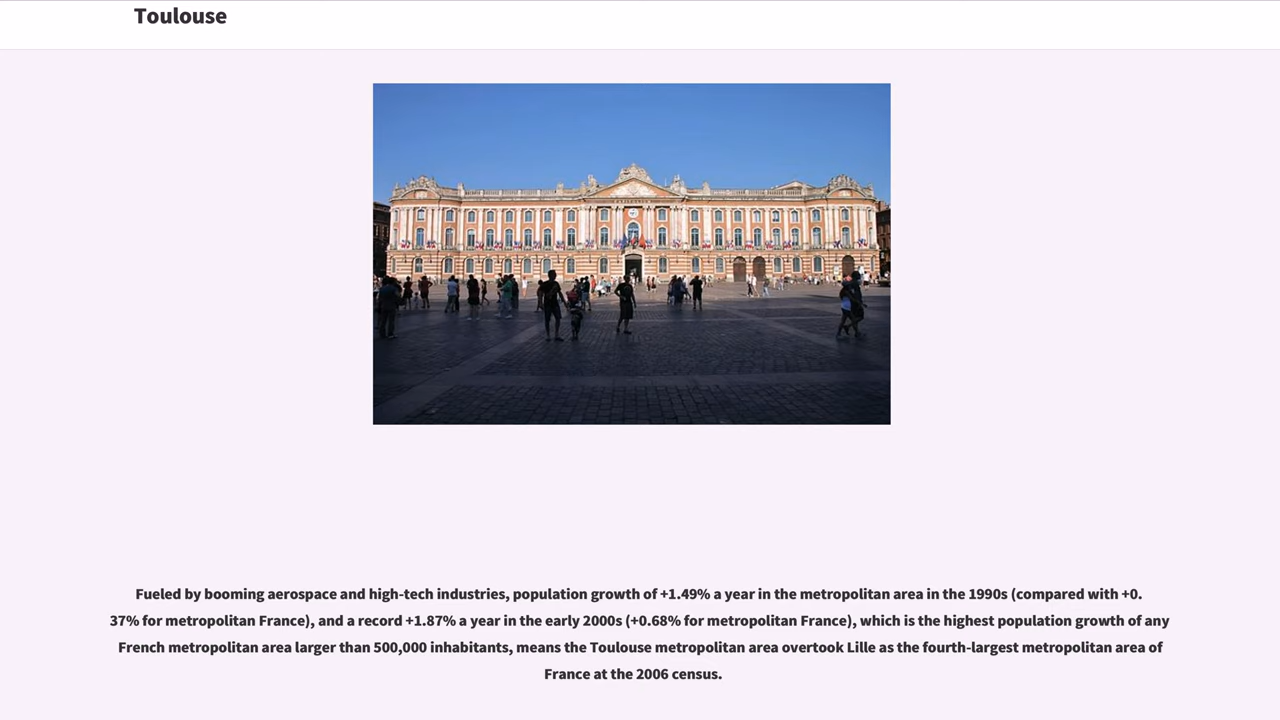 Toulouse
Fueled by booming aerospace and high-tech industries, population growth of +1.49% a year in the metropolitan area in the 1990s (compared with +0.
37% for metropolitan France), and a record +1.87% a year in the early 2000s (+0.68% for metropolitan France), which is the highest population growth of any
French metropolitan area larger than 500,000 inhabitants, means the Toulouse metropolitan area overtook Lille as the fourth-largest metropolitan area of
France at the 2006 census.